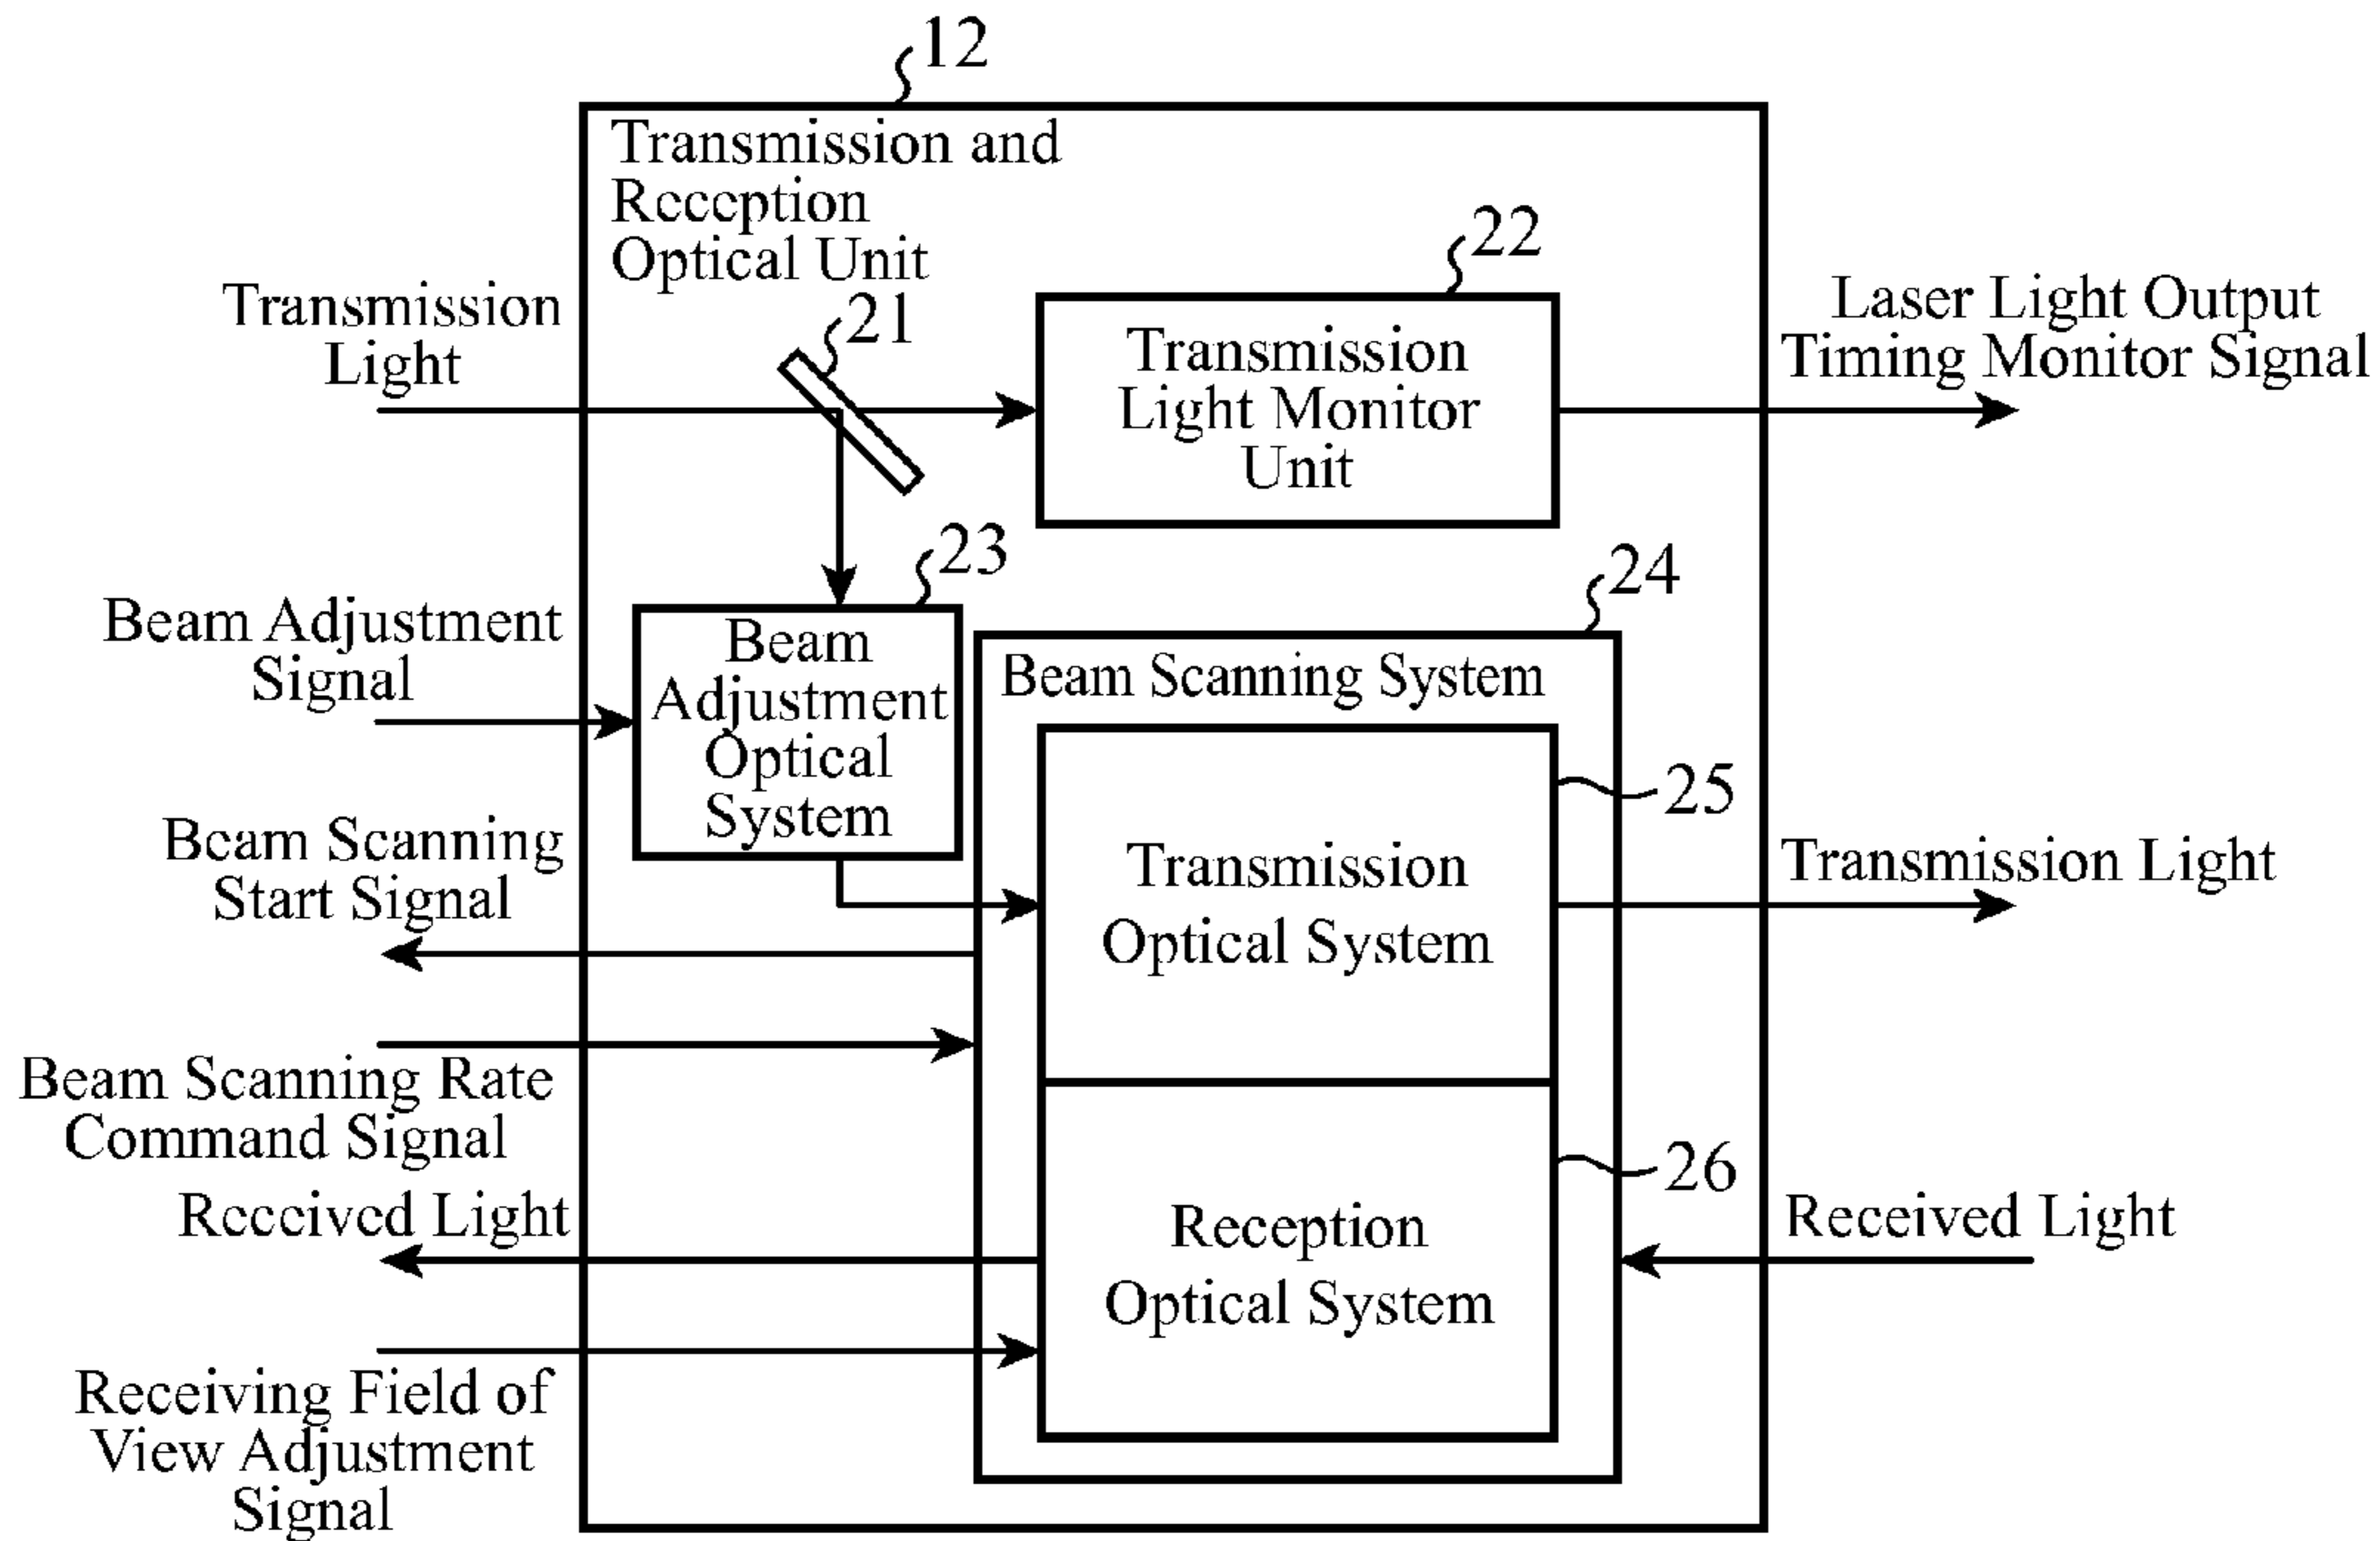 12
Transmission and
Reception
Optical Unit
22
21
Transmission
Light
Transmission
Light Monitor
Unit
Laser Light Output
Timing Monitor Signal
23
24
Beam Adjustment
Signal
Beam
Adjustment
Optical
System
Beam Scanning System
25
Beam Scanning
Start Signal
Transmission
Optical System
Transmission Light
Beam Scanning Rate
Command Signal
26
Received Light
Reception
Optical System
Received Light
Receiving Field of
View Adjustment
Signal